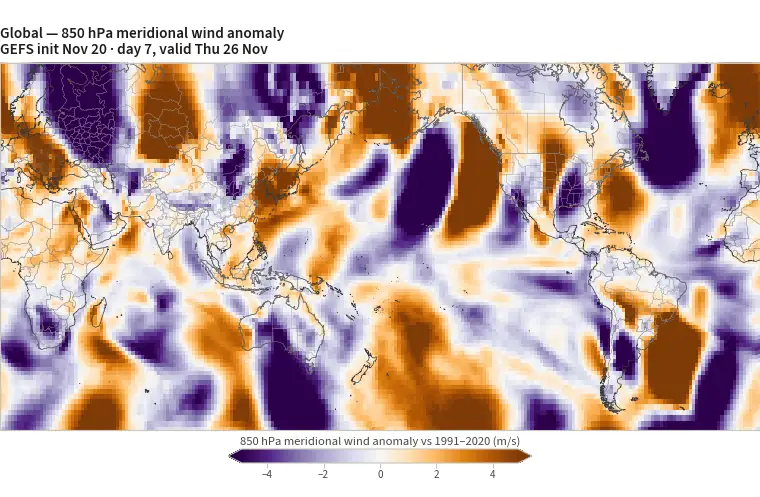 Global — 850 hPa meridional wind anomaly
GEFS init Nov 20 · day 7, valid Thu 26 Nov
850 hPa meridional wind anomaly vs 1991–2020 (m/s)
−4 −2 0 2 4